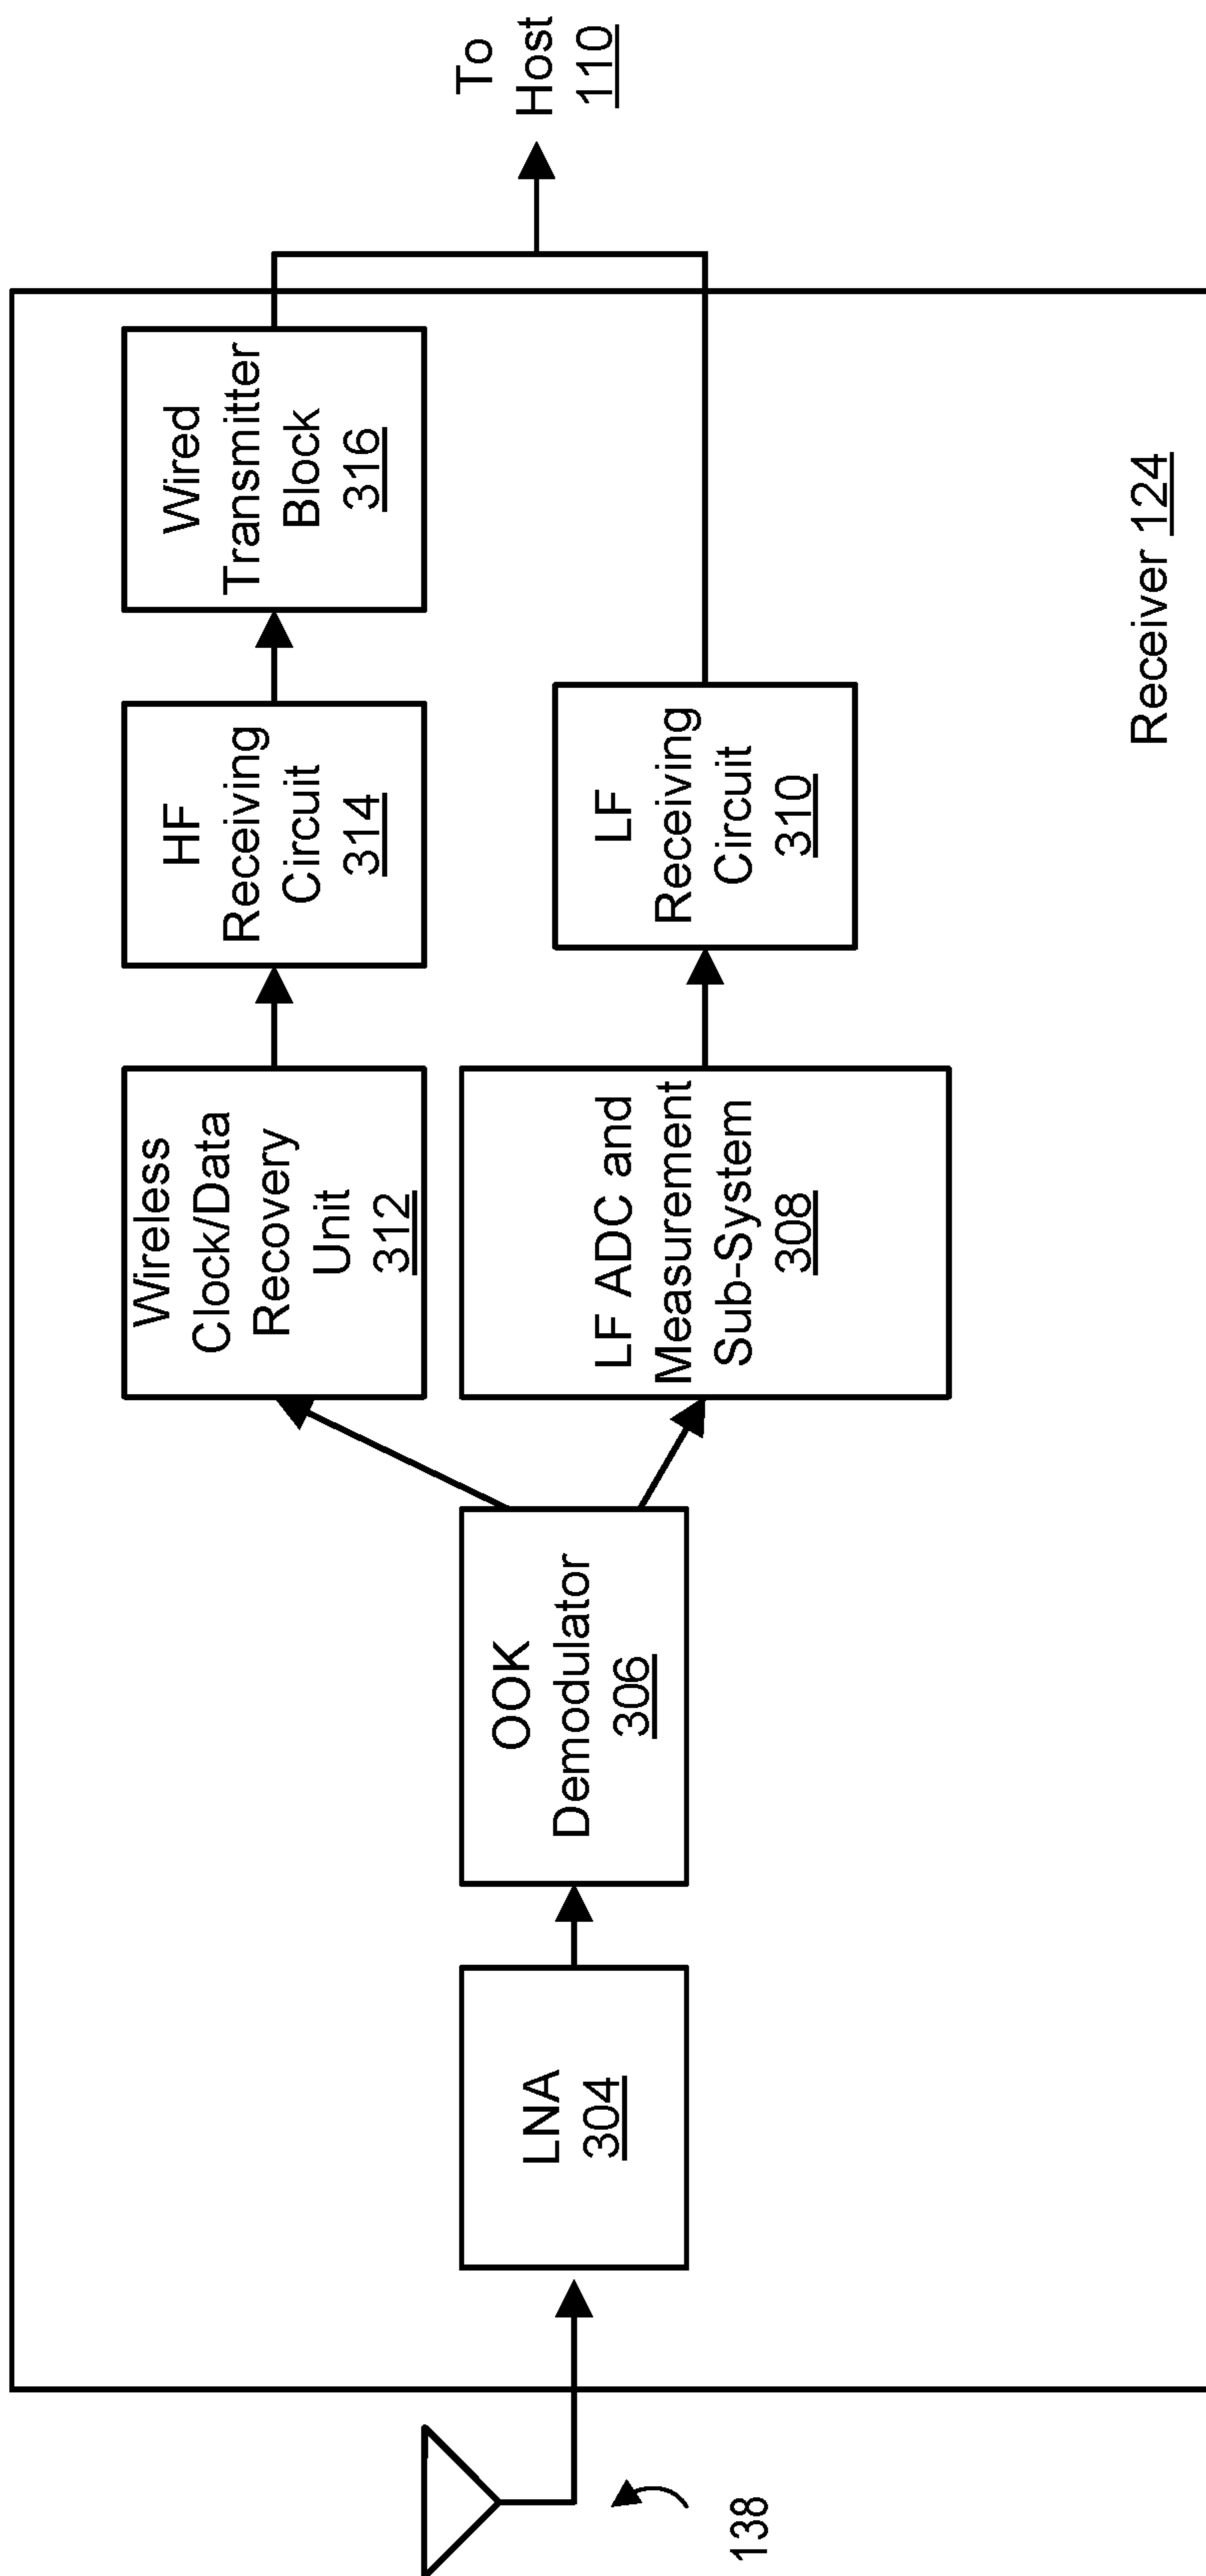 138
LNA
304
OOK
Demodulator
306
Wireless
Clock/Data
Recovery
Unit
312
HF
Receiving
Circuit
314
Wired
Transmitter
Block
316
LF ADC and
Measurement
Sub-System
308
LF
Receiving
Circuit
310
To
Host
110
Receiver 124